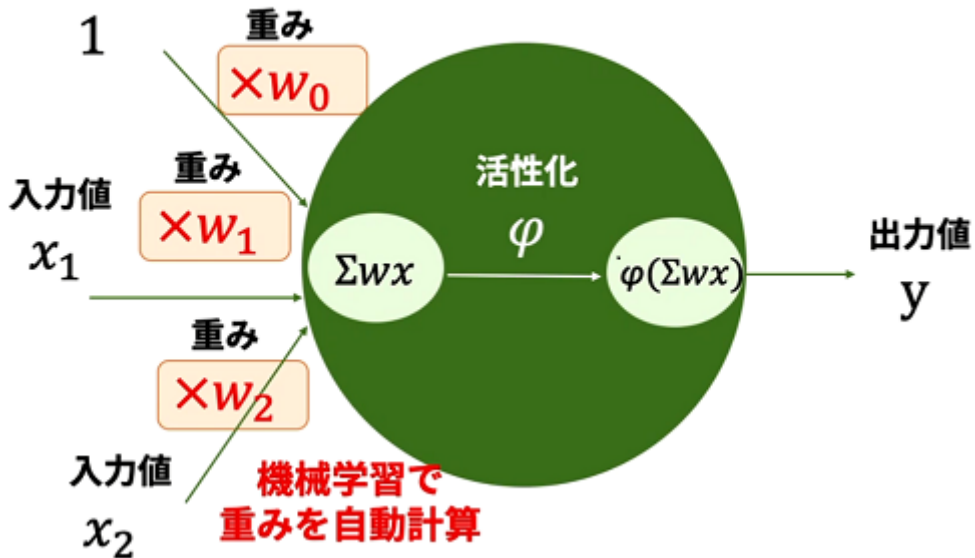 1
重み
×w₀
重み
×w₁
入力値
x₁
重み
×w₂
入力値
x₂
機械学習で
重みを自動計算
Σwx
活性化
φ
φ(Σwx)
出力値
y